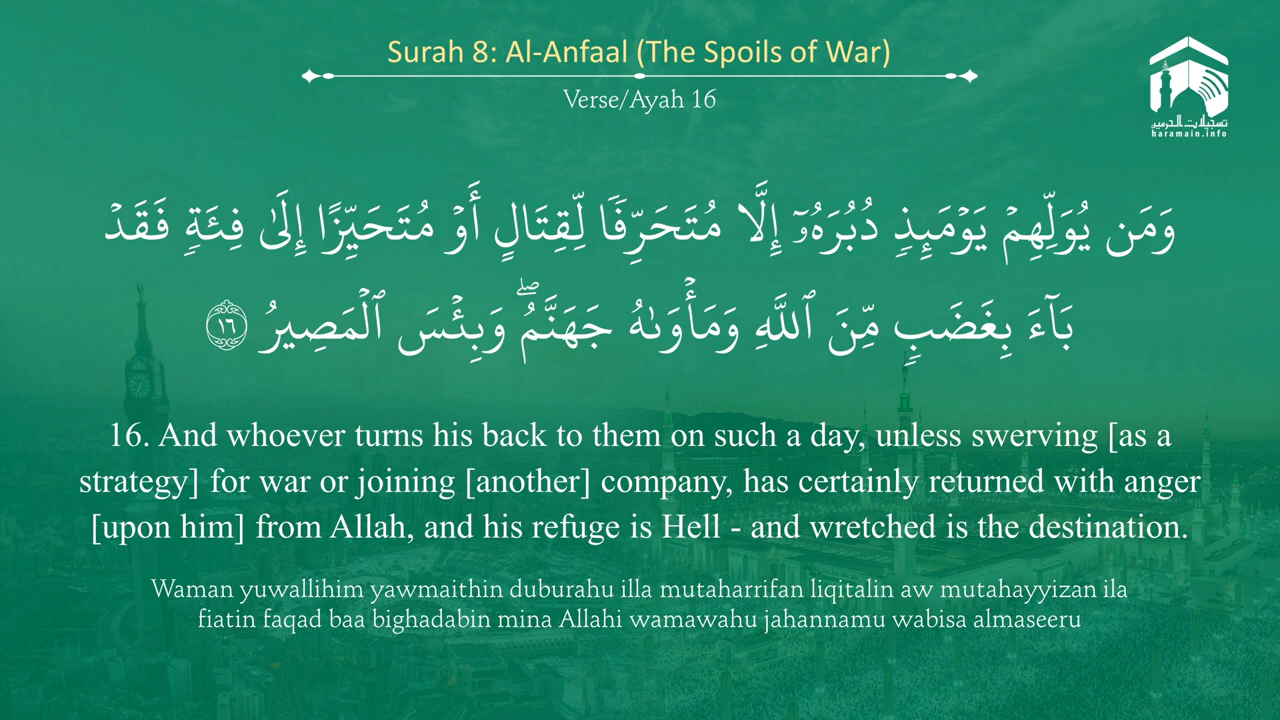 Surah 8: Al-Anfaal (The Spoils of War)
Verse/Ayah 16
تسجيلات الحرمين
haramain.info
وَمَن يُوَلِّهِمْ يَوْمَئِذٍ دُبُرَهُۥٓ إِلَّا مُتَحَرِّفًا لِّقِتَالٍ أَوْ مُتَحَيِّزًا إِلَىٰ فِئَةٍ فَقَدْ
بَآءَ بِغَضَبٍ مِّنَ ٱللَّهِ وَمَأْوَىٰهُ جَهَنَّمُ ۖ وَبِئْسَ ٱلْمَصِيرُ ١٦
16. And whoever turns his back to them on such a day, unless swerving [as a
strategy] for war or joining [another] company, has certainly returned with anger
[upon him] from Allah, and his refuge is Hell - and wretched is the destination.
Waman yuwallihim yawmaithin duburahu illa mutaharrifan liqitalin aw mutahayyizan ila
fiatin faqad baa bighadabin mina Allahi wamawahu jahannamu wabisa almaseeru